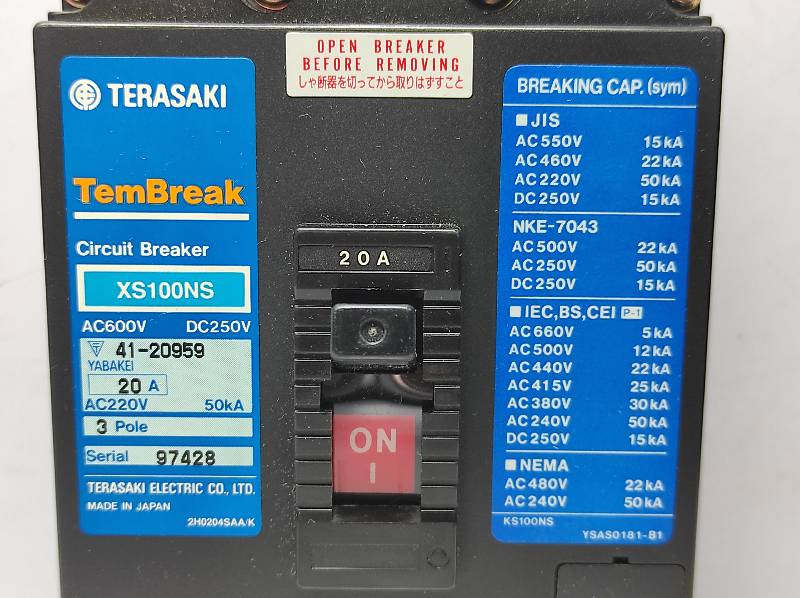 OPEN BREAKER
BEFORE REMOVING
しゃ断器を切ってから取りはずすこと
TERASAKI
TemBreak
Circuit Breaker
XS100NS
AC600V DC250V
41-20959
YABAKEI
20 A
AC220V 50kA
3 Pole
Serial 97428
TERASAKI ELECTRIC CO., LTD.
MADE IN JAPAN
2H0204SAA/K
20A
ON
I
BREAKING CAP. (sym)
JIS
AC550V 15kA
AC460V 22kA
AC220V 50kA
DC250V 15kA
NKE-7043
AC500V 22kA
AC250V 50kA
DC250V 15kA
IEC,BS,CEI P-1
AC660V 5kA
AC500V 12kA
AC440V 22kA
AC415V 25kA
AC380V 30kA
AC240V 50kA
DC250V 15kA
NEMA
AC480V 22kA
AC240V 50kA
KS100NS
YSAS0181-B1